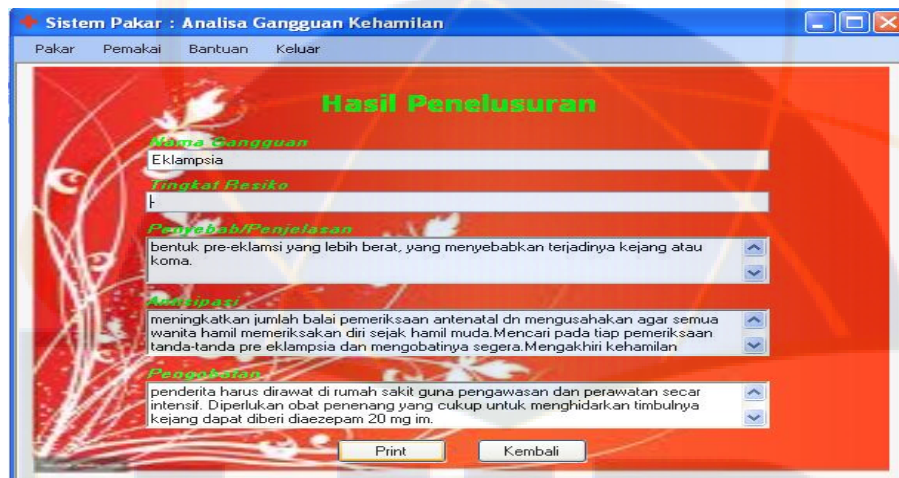 Sistem Pakar : Analisa Gangguan Kehamilan
Pakar Pemakai Bantuan Keluar
Hasil Penelusuran
Nama Gangguan
Eklampsia
Tingkat Resiko
-
Penyebab/Penjelasan
bentuk pre-eklamsi yang lebih berat, yang menyebabkan terjadinya kejang atau
koma.
Antisipasi
meningkatkan jumlah balai pemeriksaan antenatal dn mengusahakan agar semua
wanita hamil memeriksakan diri sejak hamil muda.Mencari pada tiap pemeriksaan
tanda-tanda pre eklampsia dan mengobatinya segera.Mengakhiri kehamilan
Pengobatan
penderita harus dirawat di rumah sakit guna pengawasan dan perawatan secar
intensif. Diperlukan obat penenang yang cukup untuk menghidarkan timbulnya
kejang dapat diberi diaezepam 20 mg im.
Print Kembali